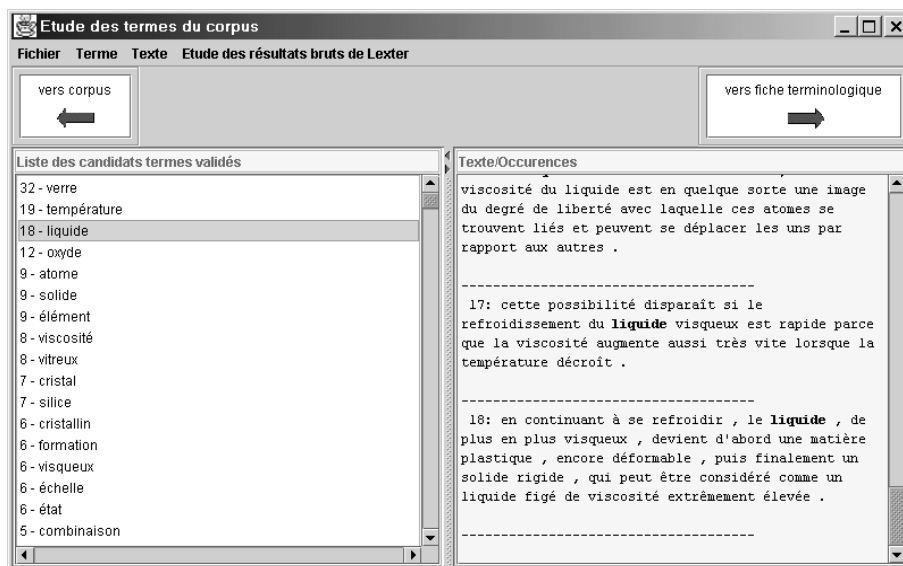 Etude des termes du corpus
Fichier Terme Texte Etude des résultats bruts de Lexter
vers corpus
vers fiche terminologique
Liste des candidats termes validés
32 - verre
19 - température
18 - liquide
12 - oxyde
9 - atome
9 - solide
9 - élément
8 - viscosité
8 - vitreux
7 - cristal
7 - silice
6 - cristallin
6 - formation
6 - visqueux
6 - échelle
6 - état
5 - combinaison
Texte/Occurences
viscosité du liquide est en quelque sorte une image
du degré de liberté avec laquelle ces atomes se
trouvent liés et peuvent se déplacer les uns par
rapport aux autres .
-------------------------------------
17: cette possibilité disparaît si le
refroidissement du liquide visqueux est rapide parce
que la viscosité augmente aussi très vite lorsque la
température décroît .
-------------------------------------
18: en continuant à se refroidir , le liquide , de
plus en plus visqueux , devient d'abord une matière
plastique , encore déformable , puis finalement un
solide rigide , qui peut être considéré comme un
liquide figé de viscosité extrêmement élevée .
-------------------------------------